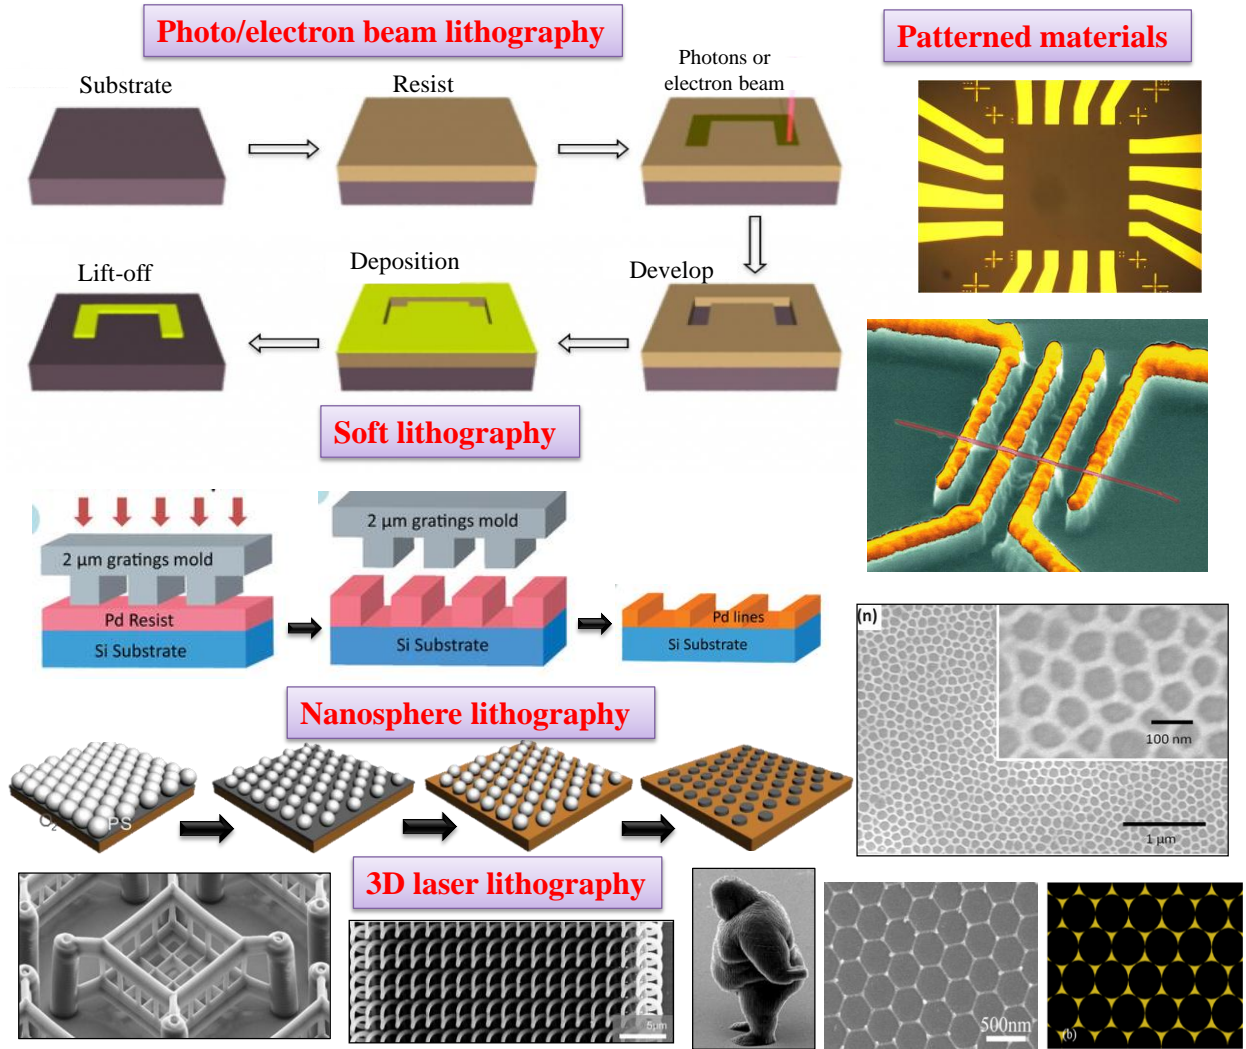 Photo/electron beam lithography
Patterned materials
Substrate
Resist
Photons or
electron beam
Lift-off
Deposition
Develop
Soft lithography
2 µm gratings mold
Pd Resist
Si Substrate
2 µm gratings mold
Si Substrate
Pd lines
Si Substrate
(n)
100 nm
1 µm
Nanosphere lithography
O2
PS
3D laser lithography
5µm
500nm
(b)